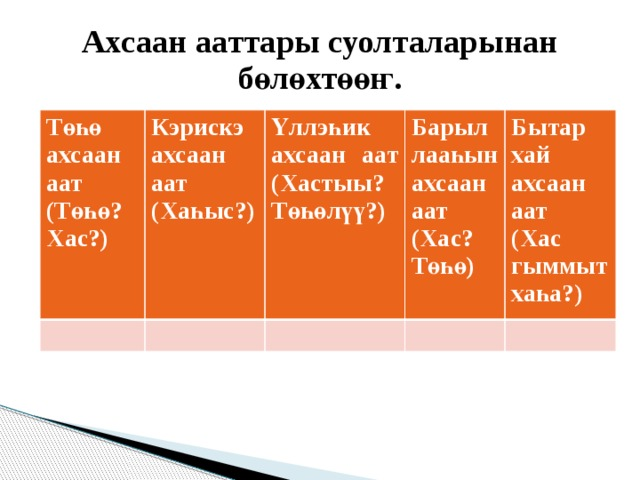 Ахсаан ааттары суолталарынан
бөлөхтөөҥ.
Төһө
ахсаан
аат
(Төһө?
Хас?)
Кэрискэ
ахсаан
аат
(Хаһыс?)
Үллэһик
ахсаан аат
(Хастыы?
Төһөлүү?)
Барыл
лааһын
ахсаан
аат
(Хас?
Төһө)
Бытар
хай
ахсаан
аат
(Хас
гыммыт
хаһа?)